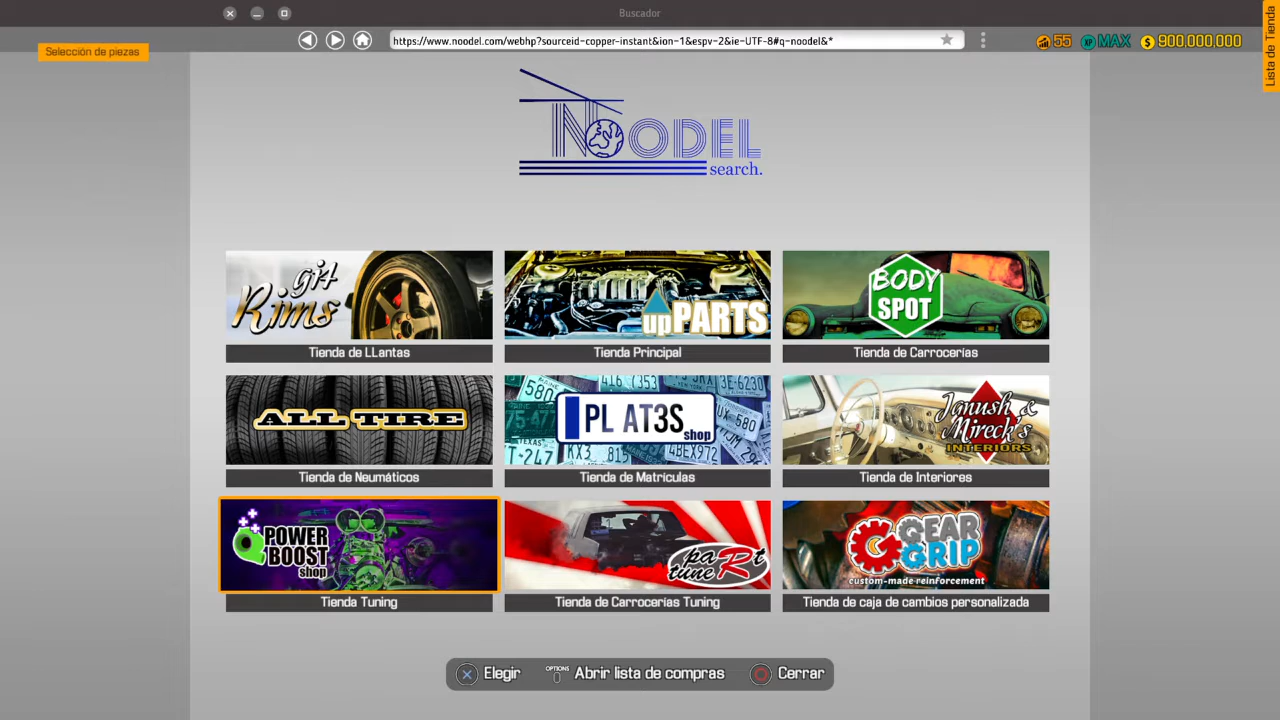 Buscador
Selección de piezas
https://www.noodel.com/webhp?sourceid-copper-instant&ion-1&espv-2&ie-UTF-8#q-noodel&*
55 XP MAX $ 900,000,000
Lista de Tienda
NOODEL
search.
git
Rims
upPARTS
BODY
SPOT
Tienda de LLantas
Tienda Principal
Tienda de Carrocerías
ALL TIRE
PL AT3S
shop
Janush &
Mireck's
INTERIORS
Tienda de Neumáticos
Tienda de Matrículas
Tienda de Interiores
POWER
BOOST
shop
paRt
tune
GEAR
GRIP
custom-made reinforcement
Tienda Tuning
Tienda de Carrocerías Tuning
Tienda de caja de cambios personalizada
Elegir
OPTIONS
Abrir lista de compras
Cerrar